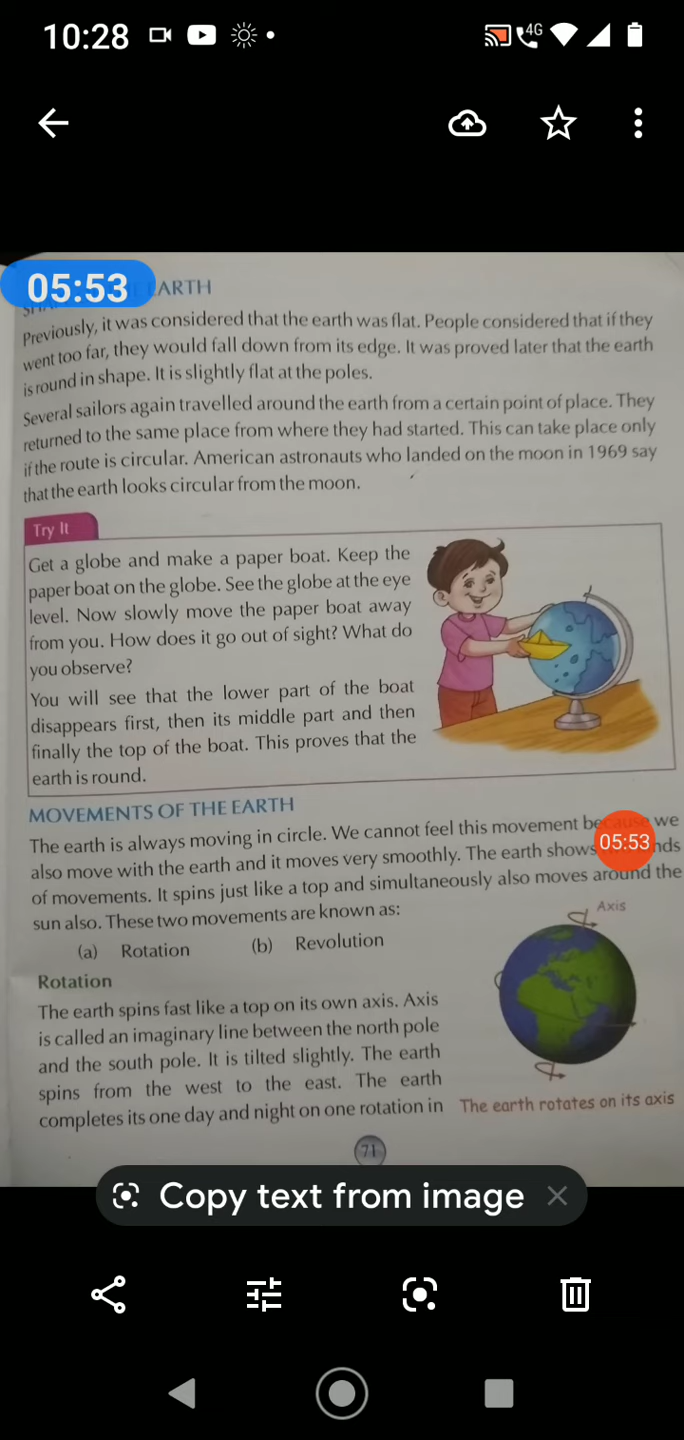 10:28
4G
05:53
EARTH
Previously, it was considered that the earth was flat. People considered that if they
went too far, they would fall down from its edge. It was proved later that the earth
is round in shape. It is slightly flat at the poles.
Several sailors again travelled around the earth from a certain point of place. They
returned to the same place from where they had started. This can take place only
if the route is circular. American astronauts who landed on the moon in 1969 say
that the earth looks circular from the moon.
Try It
Get a globe and make a paper boat. Keep the
paper boat on the globe. See the globe at the eye
level. Now slowly move the paper boat away
from you. How does it go out of sight? What do
you observe?
You will see that the lower part of the boat
disappears first, then its middle part and then
finally the top of the boat. This proves that the
earth is round.
MOVEMENTS OF THE EARTH
The earth is always moving in circle. We cannot feel this movement because we
also move with the earth and it moves very smoothly. The earth shows
05:53
of movements. It spins just like a top and simultaneously also moves around the
sun also. These two movements are known as:
(a) Rotation (b) Revolution
Axis
Rotation
The earth spins fast like a top on its own axis. Axis
is called an imaginary line between the north pole
and the south pole. It is tilted slightly. The earth
spins from the west to the east. The earth
completes its one day and night on one rotation in
The earth rotates on its axis
71
Copy text from image